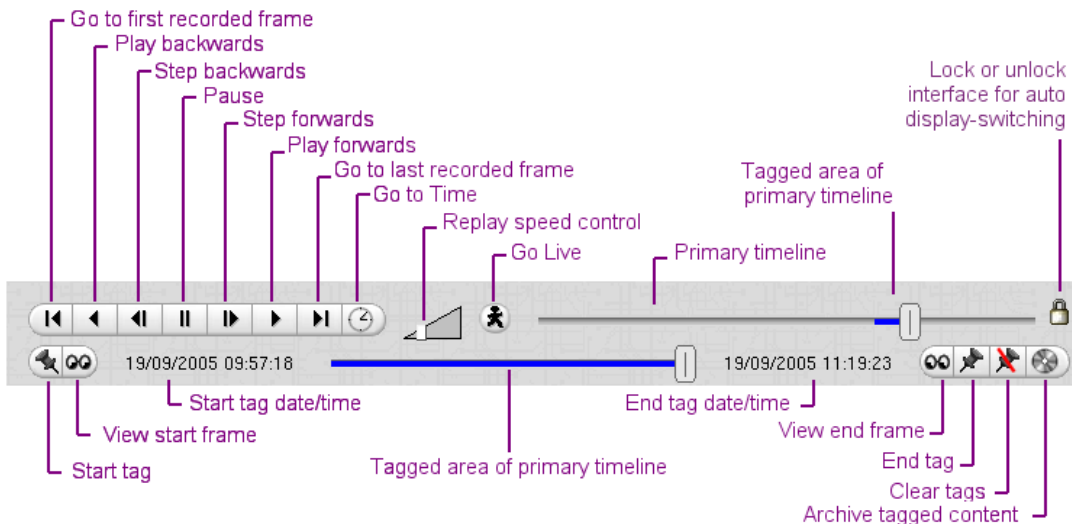 Go to first recorded frame
Play backwards
Step backwards
Pause
Step forwards
Play forwards
Go to last recorded frame
Go to Time
Replay speed control
Go Live
Primary timeline
Tagged area of
primary timeline
Lock or unlock
interface for auto
display-switching
19/09/2005 09:57:18
19/09/2005 11:19:23
Start tag date/time
View start frame
Start tag
Tagged area of primary timeline
End tag date/time
View end frame
End tag
Clear tags
Archive tagged content